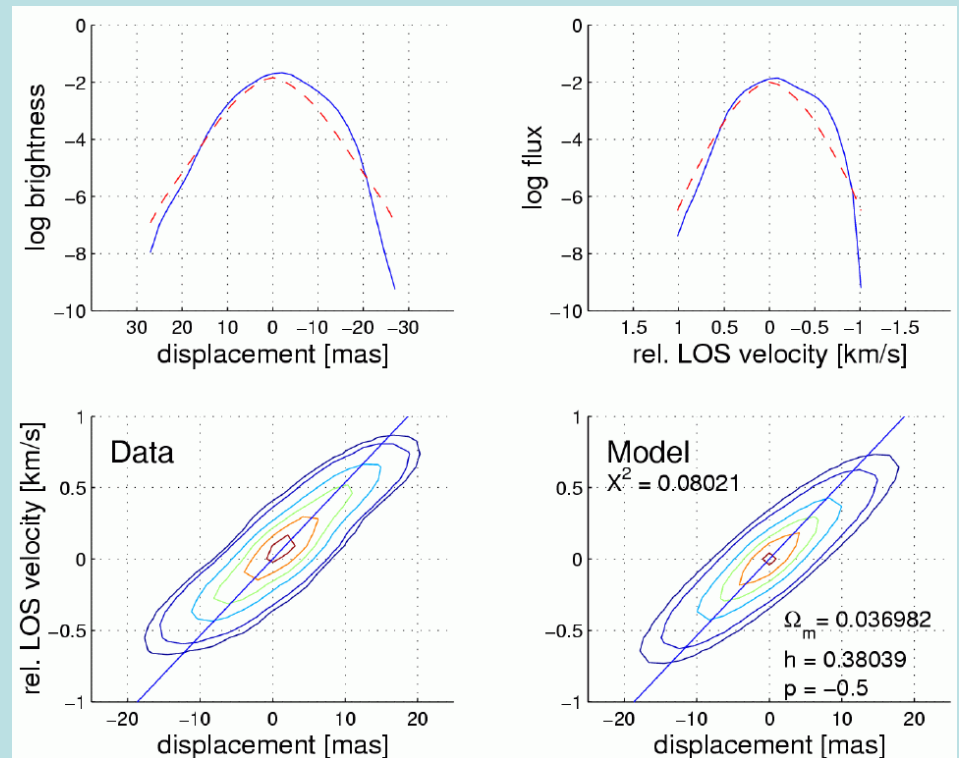 0
−2
−4
−6
−8
−10
log brightness
30 20 10 0 −10 −20 −30
displacement [mas]
0
−2
−4
−6
−8
−10
log flux
1.5 1 0.5 0 −0.5 −1 −1.5
rel. LOS velocity [km/s]
1
0.5
0
−0.5
−1
rel. LOS velocity [km/s]
Data
−20 −10 0 10 20
displacement [mas]
1
0.5
0
−0.5
−1
Model
X² = 0.08021
Ωₘ = 0.036982
h = 0.38039
p = −0.5
−20 −10 0 10 20
displacement [mas]